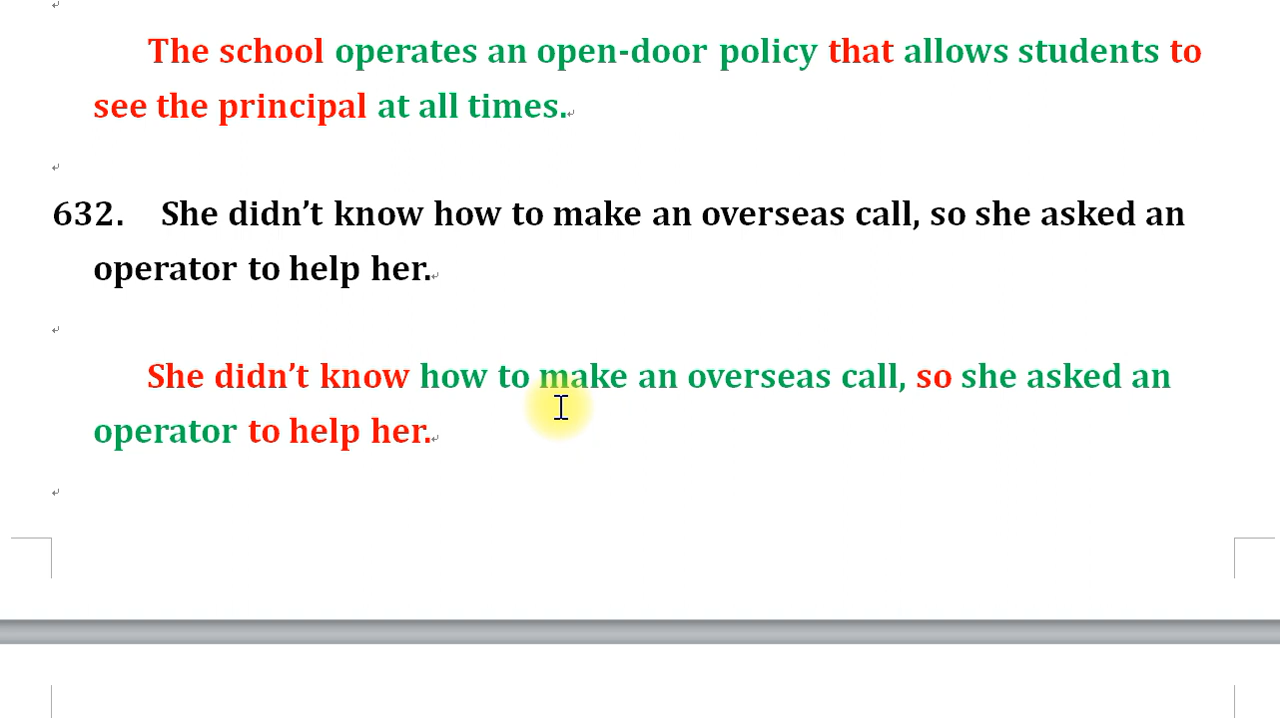 The school operates an open-door policy that allows students to
see the principal at all times.
632. She didn’t know how to make an overseas call, so she asked an
operator to help her.
She didn’t know how to make an overseas call, so she asked an
operator to help her.